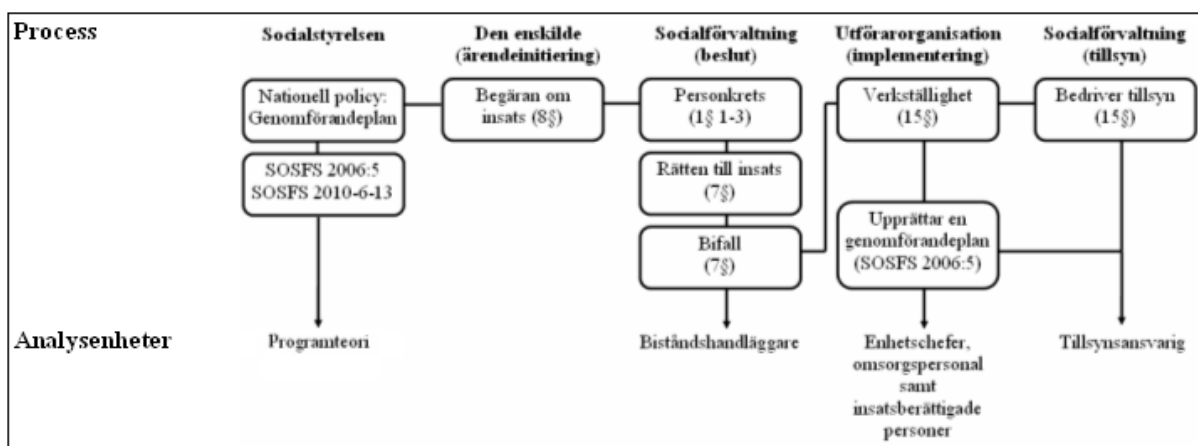 Process
Socialstyrelsen
Den enskilde
(ärendeinitiering)
Socialförvaltning
(beslut)
Utförarorganisation
(implementering)
Socialförvaltning
(tillsyn)
Nationell policy:
Genomförandeplan
Begäran om
insats (8§)
Personkrets
(1§ 1-3)
Verkställighet
(15§)
Bedriver tillsyn
(15§)
SOSFS 2006:5
SOSFS 2010-6-13
Rätten till insats
(7§)
Bifall
(7§)
Upprättar en
genomförandeplan
(SOSFS 2006:5)
Analysenheter
Programteori
Biståndshandläggare
Enhetschefer,
omsorgspersonal
samt
insatsberättigade
personer
Tillsynsansvarig